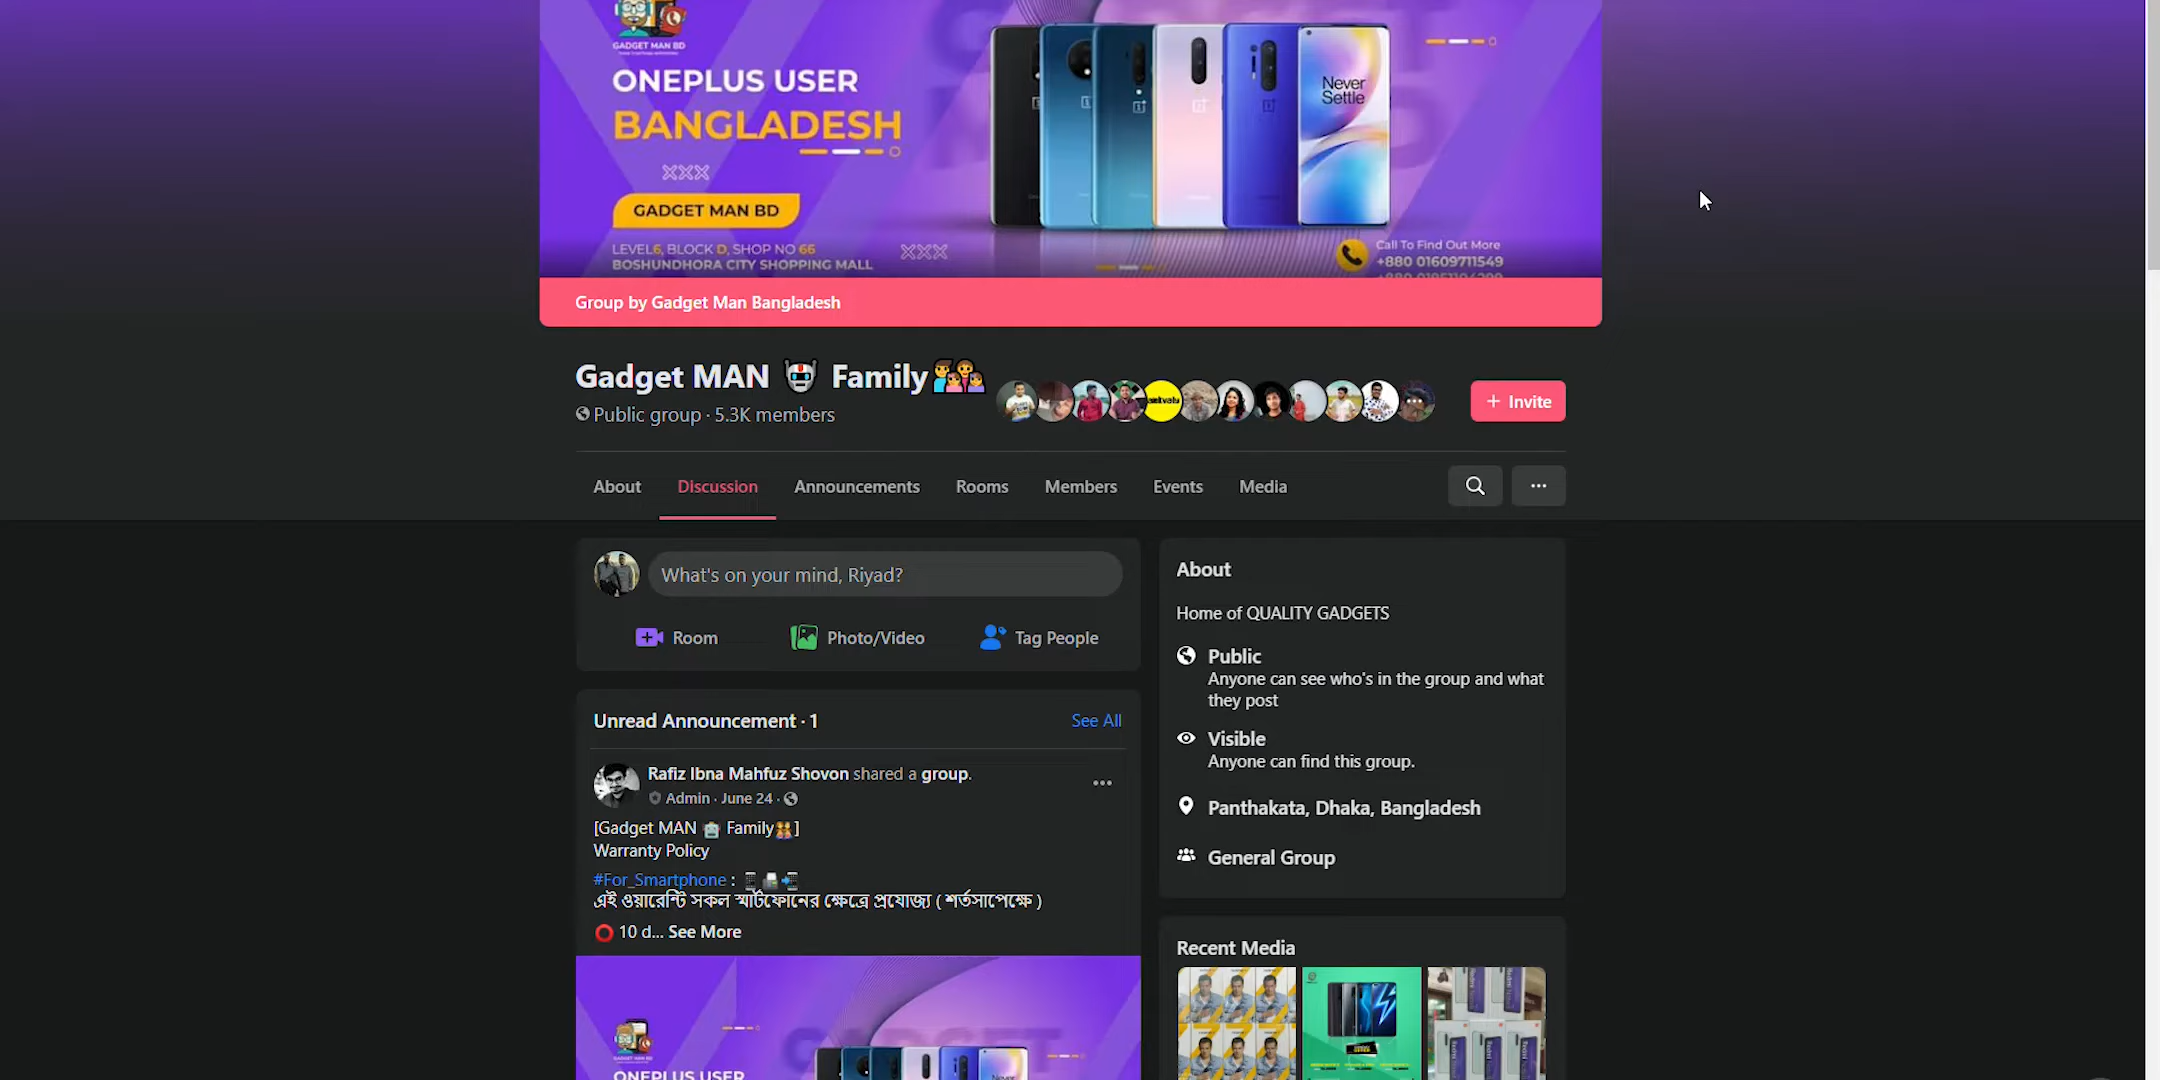 GADGET MAN BD
ONEPLUS USER
BANGLADESH
GADGET MAN BD
LEVEL6, BLOCK D, SHOP NO 66
BOSHUNDHORA CITY SHOPPING MALL
Never
Settle
Call To Find Out More
+880 01609711549
Group by Gadget Man Bangladesh
Gadget MAN 🤖 Family👨‍👩‍👧‍👦
Public group · 5.3K members
+ Invite
About
Discussion
Announcements
Rooms
Members
Events
Media
What's on your mind, Riyad?
Room
Photo/Video
Tag People
Unread Announcement · 1
See All
Rafiz Ibna Mahfuz Shovon shared a group.
Admin · June 24 ·
[Gadget MAN 🤖 Family👨‍👩‍👧‍👦]
Warranty Policy
#For_Smartphone : 📱📠📲
এই ওয়ারেন্টি সকল স্মার্টফোনের ক্ষেত্রে প্রযোজ্য ( শর্তসাপেক্ষে )
⭕ 10 d... See More
GADGET MAN BD
ONEPLUS USER
Never
About
Home of QUALITY GADGETS
Public
Anyone can see who's in the group and what
they post
Visible
Anyone can find this group.
Panthakata, Dhaka, Bangladesh
General Group
Recent Media